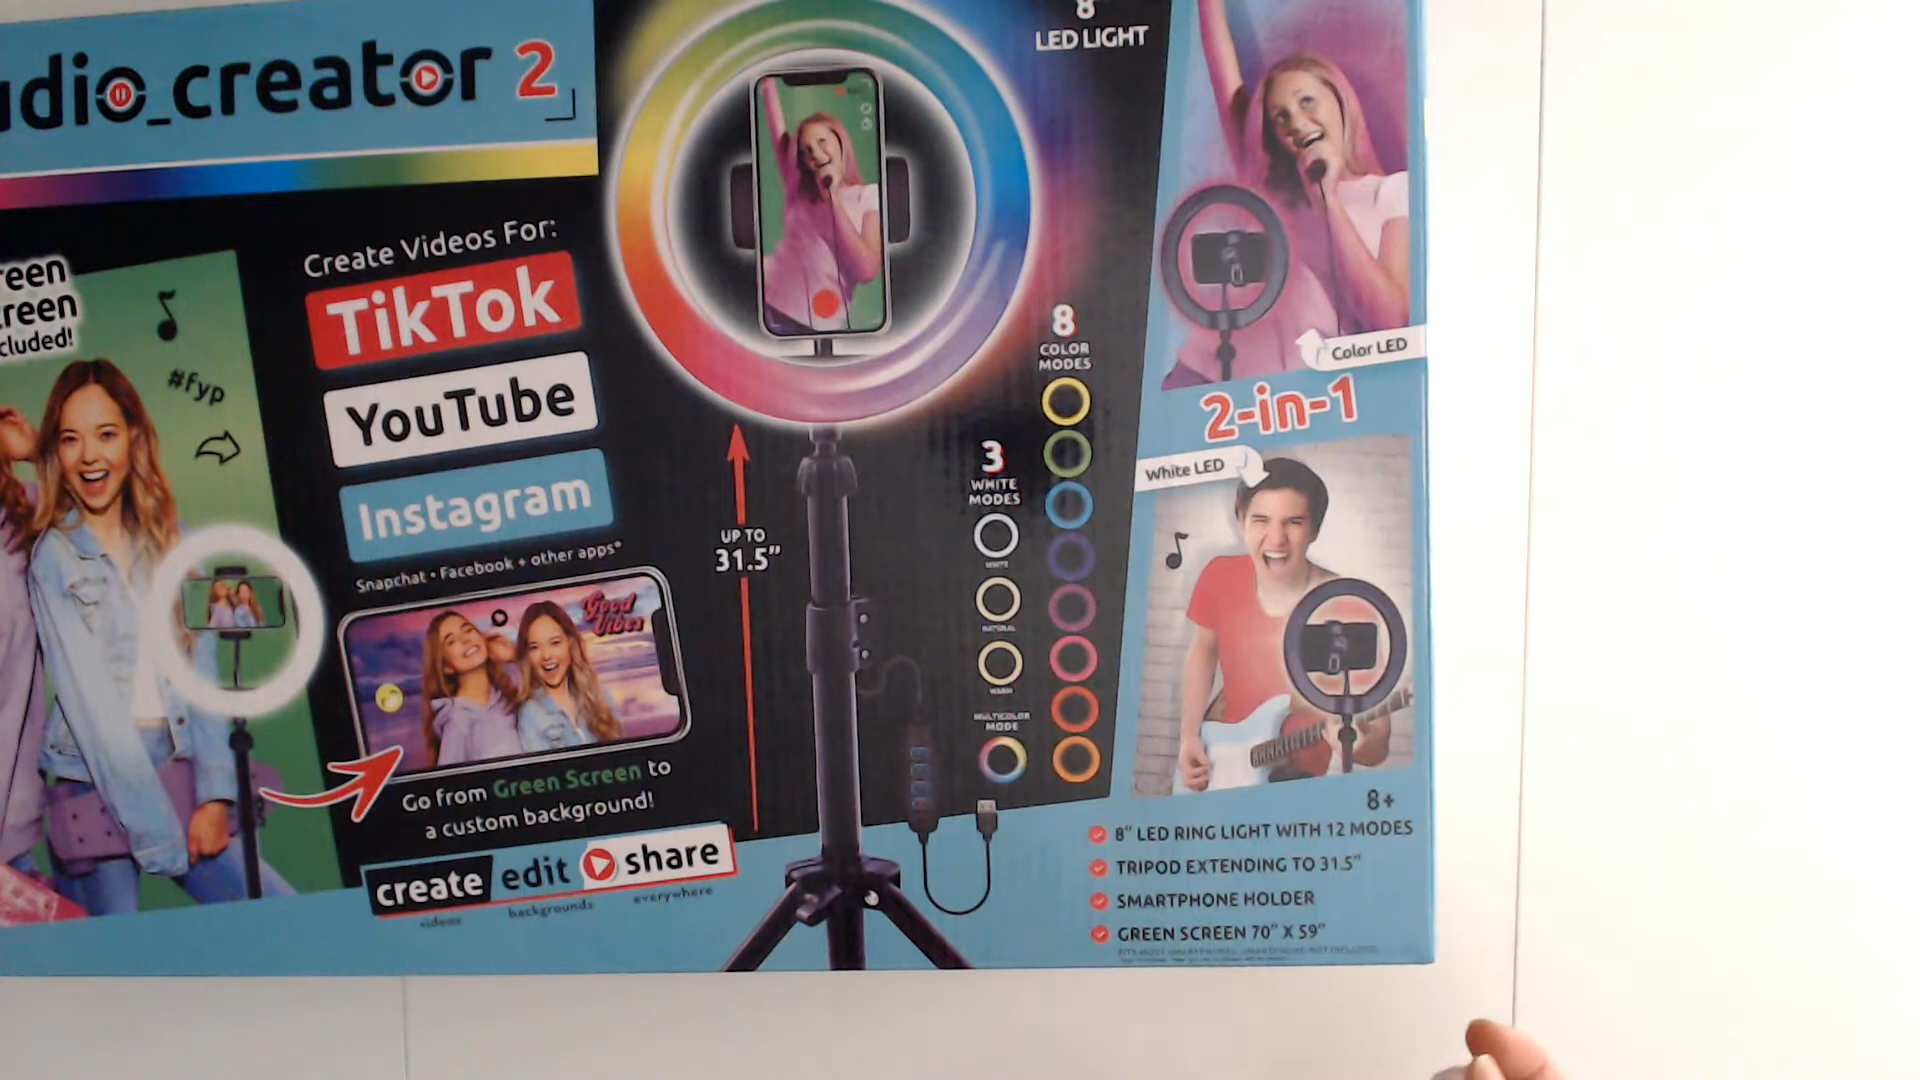 udio_creator 2
8"
LED LIGHT
reen
reen
cluded!
#fyp
Create Videos For:
TikTok
YouTube
Instagram
Snapchat • Facebook + other apps*
Good
Vibes
Go from Green Screen to
a custom background!
create edit share
videos backgrounds everywhere
UP TO
31.5"
8
COLOR
MODES
3
WHITE
MODES
WHITE
NATURAL
WARM
MULTICOLOR
MODE
Color LED
2-in-1
White LED
8+
8" LED RING LIGHT WITH 12 MODES
TRIPOD EXTENDING TO 31.5"
SMARTPHONE HOLDER
GREEN SCREEN 70" X 59"